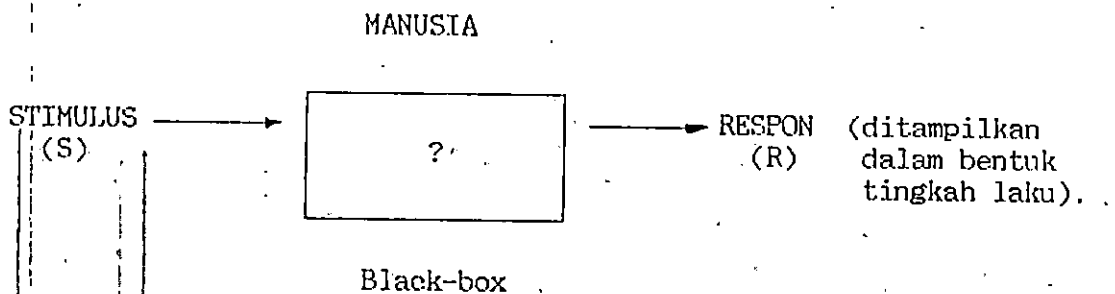 MANUSIA
STIMULUS RESPON (ditampilkan
(S) ? (R) dalam bentuk
tingkah laku).
Black-box